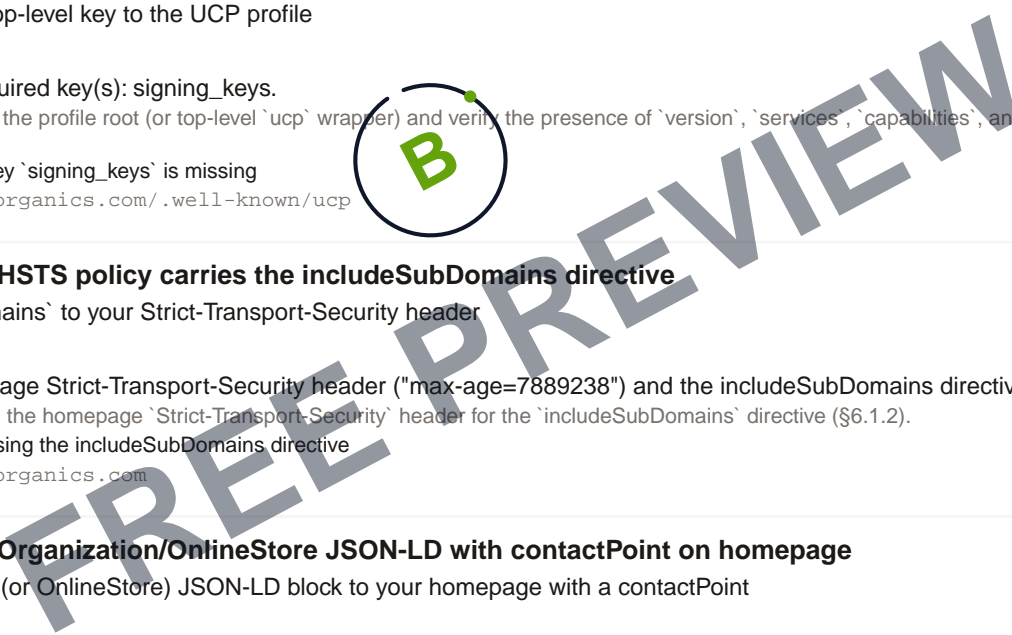 op-level key to the UCP profile
uired key(s): signing_keys.
the profile root (or top-level `ucp` wrapper) and verify the presence of `version`, `services`, `capabilities`, an
B
ey `signing_keys` is missing
organics.com/.well-known/ucp
HSTS policy carries the includeSubDomains directive
ains` to your Strict-Transport-Security header
age Strict-Transport-Security header ("max-age=7889238") and the includeSubDomains directiv
the homepage `Strict-Transport-Security` header for the `includeSubDomains` directive (§6.1.2).
sing the includeSubDomains directive
organics.com
Organization/OnlineStore JSON-LD with contactPoint on homepage
(or OnlineStore) JSON-LD block to your homepage with a contactPoint
FREE PREVIEW